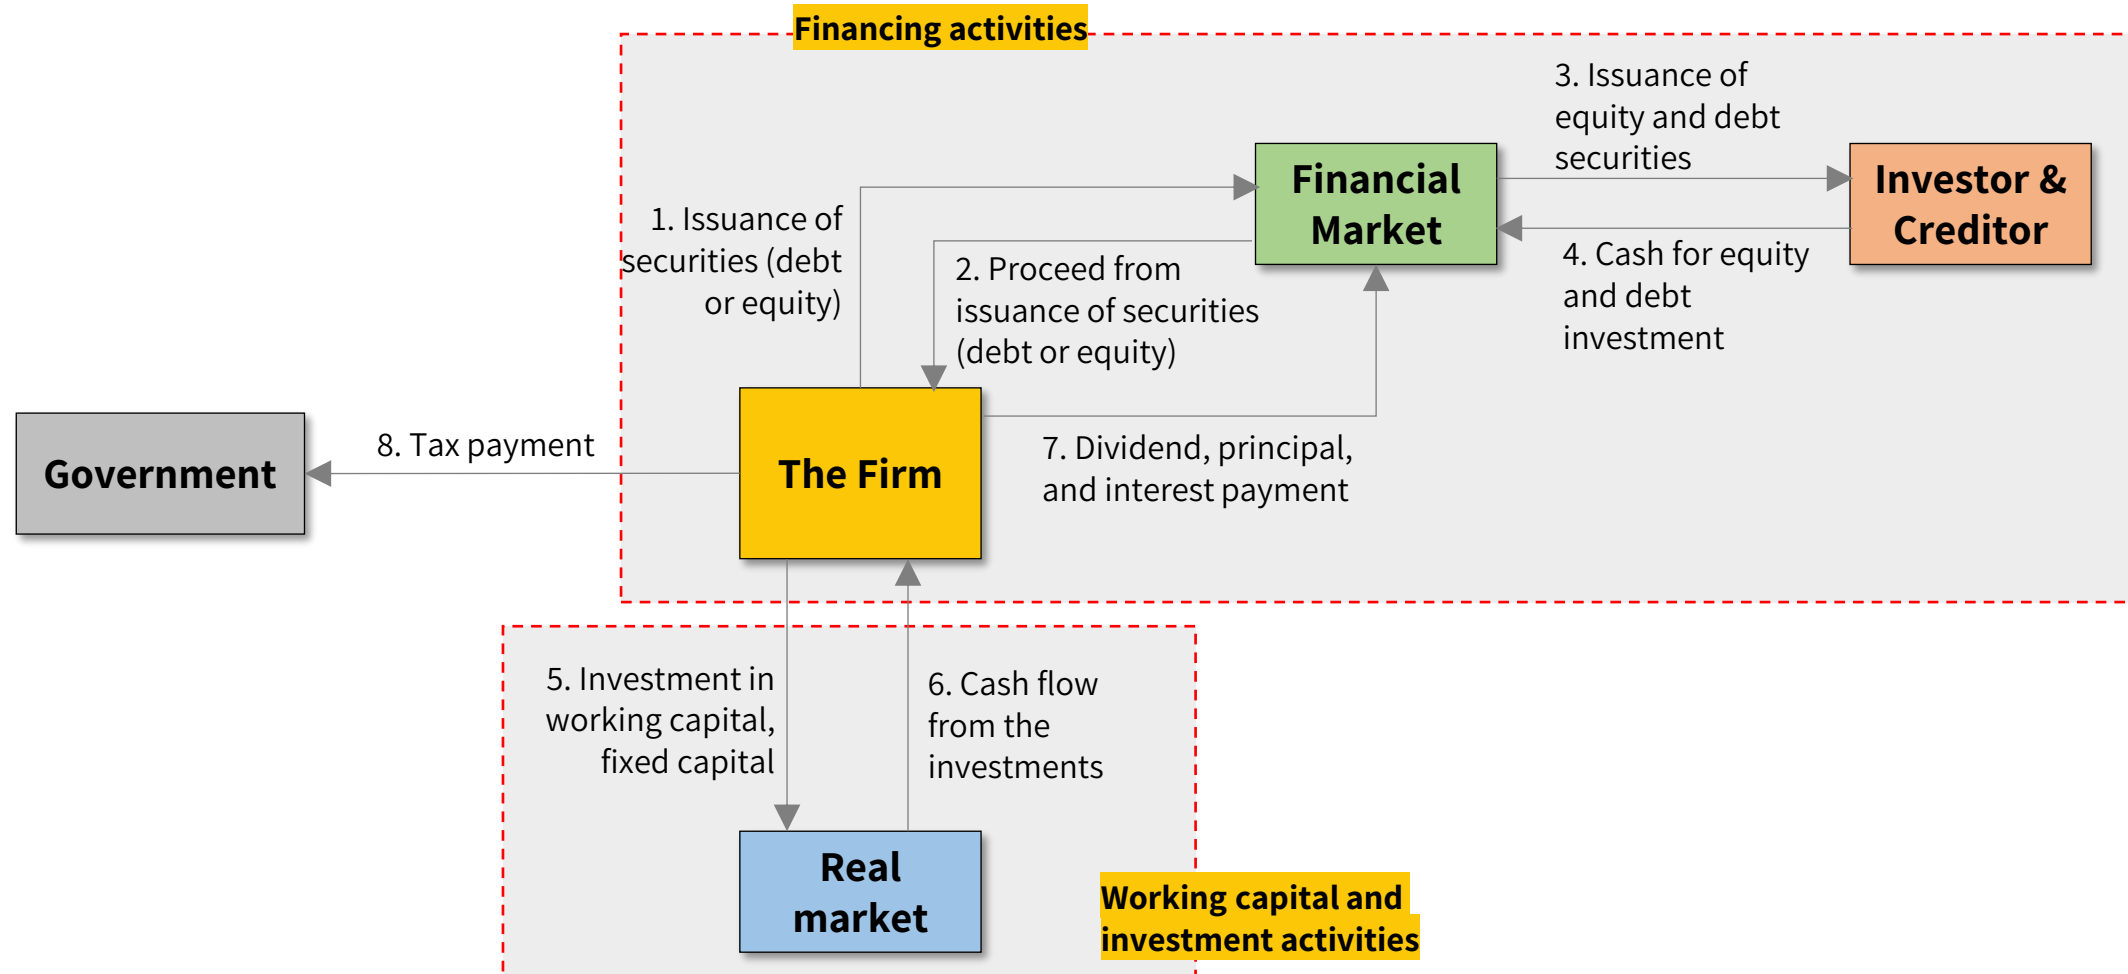 Financing activities
3. Issuance of
equity and debt
securities
Financial
Market
Investor &
Creditor
1. Issuance of
securities (debt
or equity)
2. Proceed from
issuance of securities
(debt or equity)
4. Cash for equity
and debt
investment
Government
8. Tax payment
The Firm
7. Dividend, principal,
and interest payment
5. Investment in
working capital,
fixed capital
6. Cash flow
from the
investments
Real
market
Working capital and
investment activities